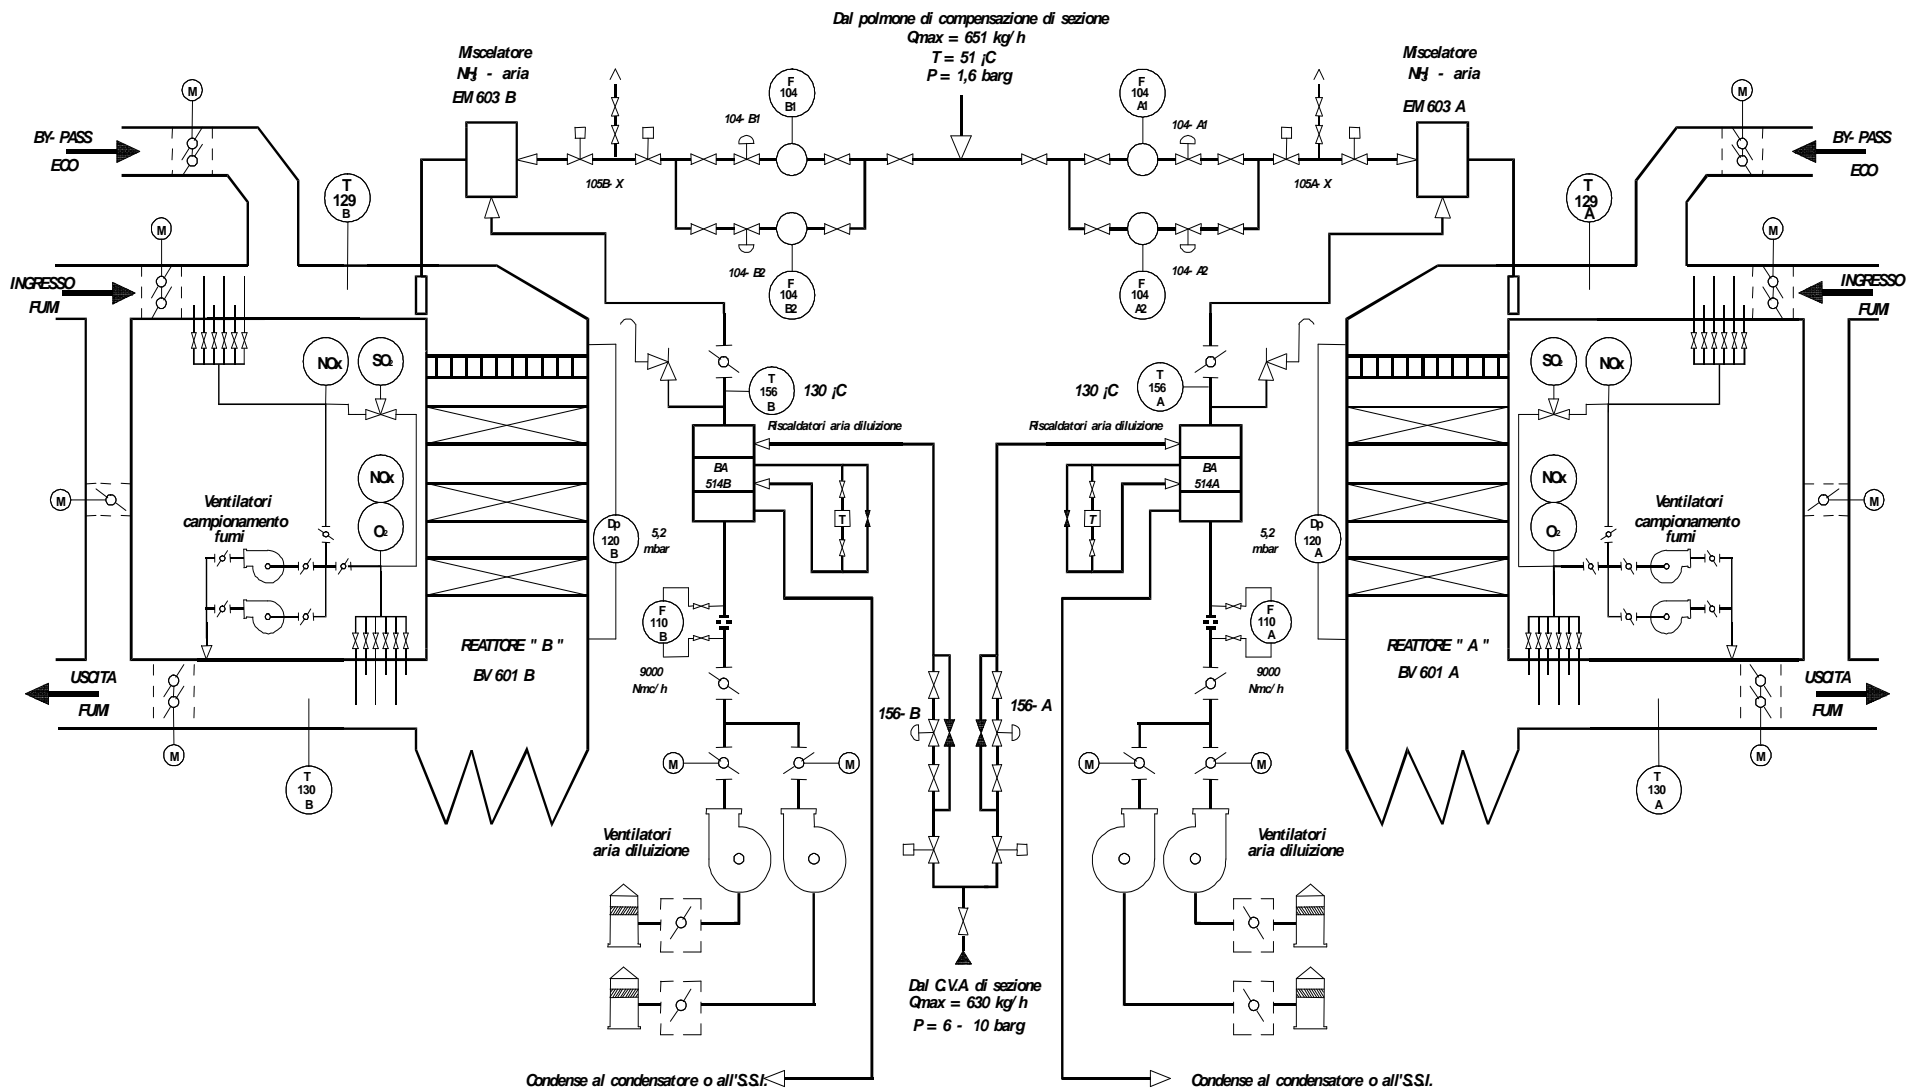 Dal polmone di compensazione di sezione
Qmax = 651 kg/h
T = 51 ¡C
P = 1,6 barg
Miscelatore
NH3 - aria
EM 603 B
Miscelatore
NH3 - aria
EM 603 A
F
104
B1
F
104
A1
104- B1
104- A1
M
M
BY- PASS
ECO
BY- PASS
ECO
105B- X
105A- X
T
129
B
T
129
A
M
M
104- B2
104- A2
F
104
B2
F
104
A2
INGRESSO
FUMI
INGRESSO
FUMI
NOx
SO2
SO2
NOx
T
156
B
130 ¡C
130 ¡C
T
156
A
Riscaldatori aria diluizione
Riscaldatori aria diluizione
BA
514B
BA
514A
T
T
NOx
O2
NOx
O2
M
M
Ventilatori
campionamento
fumi
Ventilatori
campionamento
fumi
Dp
120
B
5,2
mbar
5,2
mbar
Dp
120
A
F
110
B
F
110
A
REATTORE " B "
BV 601 B
REATTORE " A "
BV 601 A
9000
Nmc/h
9000
Nmc/h
USCITA
FUMI
USCITA
FUMI
156- B
156- A
M
M
M
M
M
M
T
130
B
T
130
A
Ventilatori
aria diluizione
Ventilatori
aria diluizione
Dal C.V.A di sezione
Qmax = 630 kg/h
P = 6 - 10 barg
Condense al condensatore o all'S.S.I.
Condense al condensatore o all'S.S.I.